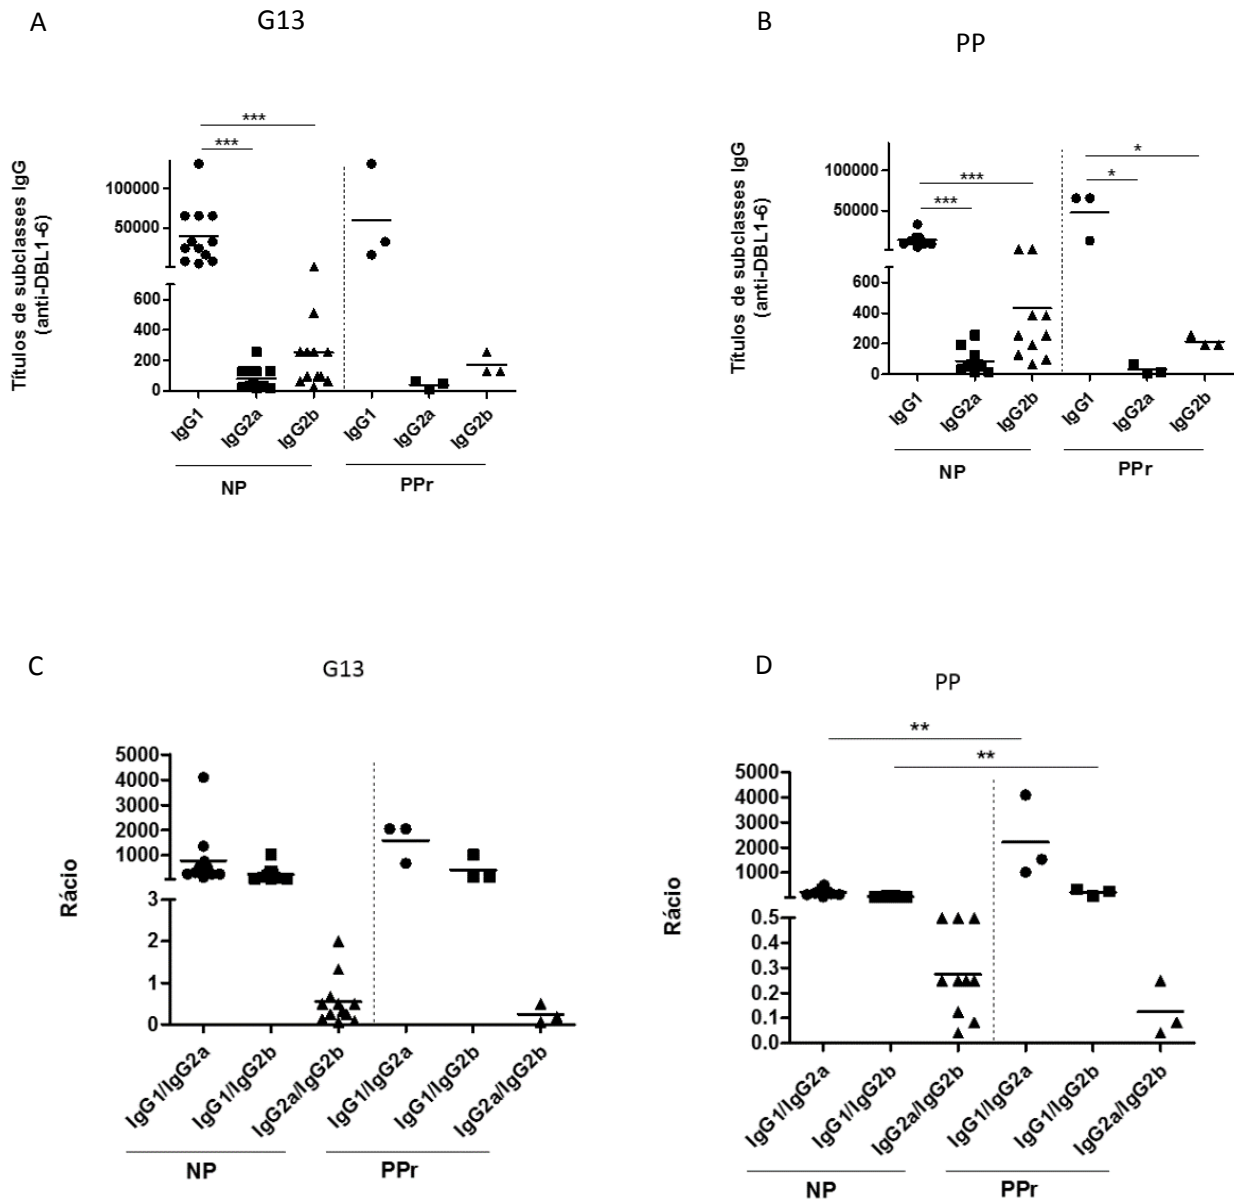 A
G13
***
***
Títulos de subclasses IgG
(anti-DBL1-6)
100000
50000
600
400
200
0
IgG1
IgG2a
IgG2b
IgG1
IgG2a
IgG2b
NP
PPr
B
PP
*
*
***
***
Títulos de subclasses IgG
(anti-DBL1-6)
100000
50000
600
400
200
0
IgG1
IgG2a
IgG2b
IgG1
IgG2a
IgG2b
NP
PPr
C
G13
Rácio
5000
4000
3000
2000
1000
3
2
1
0
IgG1/IgG2a
IgG1/IgG2b
IgG2a/IgG2b
IgG1/IgG2a
IgG1/IgG2b
IgG2a/IgG2b
NP
PPr
D
PP
**
**
Rácio
5000
4000
3000
2000
1000
0.5
0.4
0.3
0.2
0.1
0.0
IgG1/IgG2a
IgG1/IgG2b
IgG2a/IgG2b
IgG1/IgG2a
IgG1/IgG2b
IgG2a/IgG2b
NP
PPr